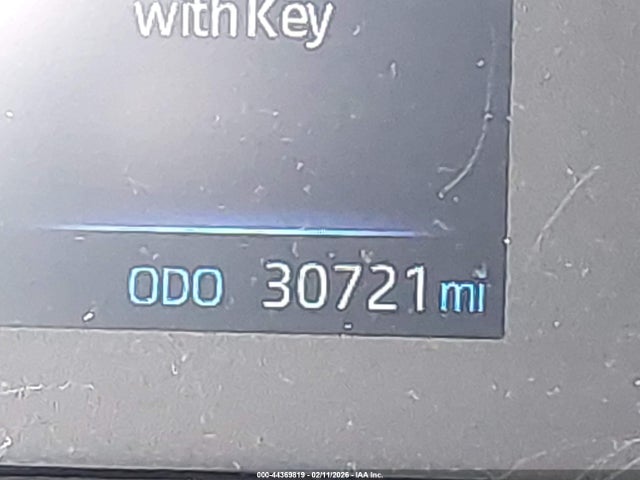 with Key
ODO 30721 mi
000-44369819 - 02/11/2026 - IAA Inc.